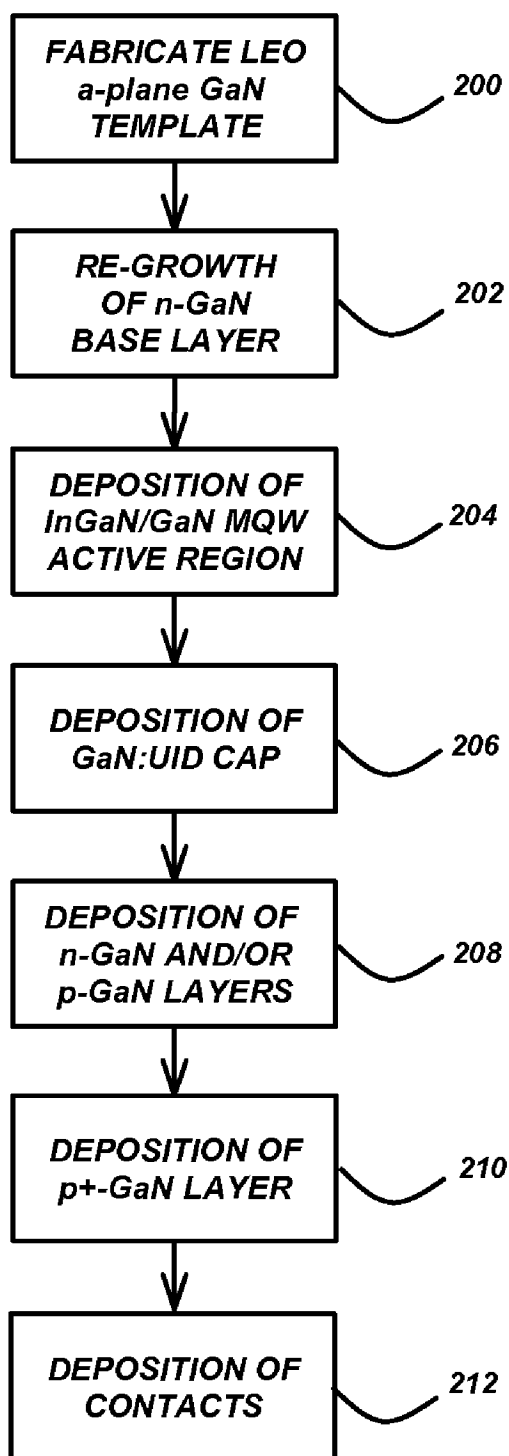 FABRICATE LEO
a-plane GaN
TEMPLATE
200
RE-GROWTH
OF n-GaN
BASE LAYER
202
DEPOSITION OF
InGaN/GaN MQW
ACTIVE REGION
204
DEPOSITION OF
GaN:UID CAP
206
DEPOSITION OF
n-GaN AND/OR
p-GaN LAYERS
208
DEPOSITION OF
p+-GaN LAYER
210
DEPOSITION OF
CONTACTS
212